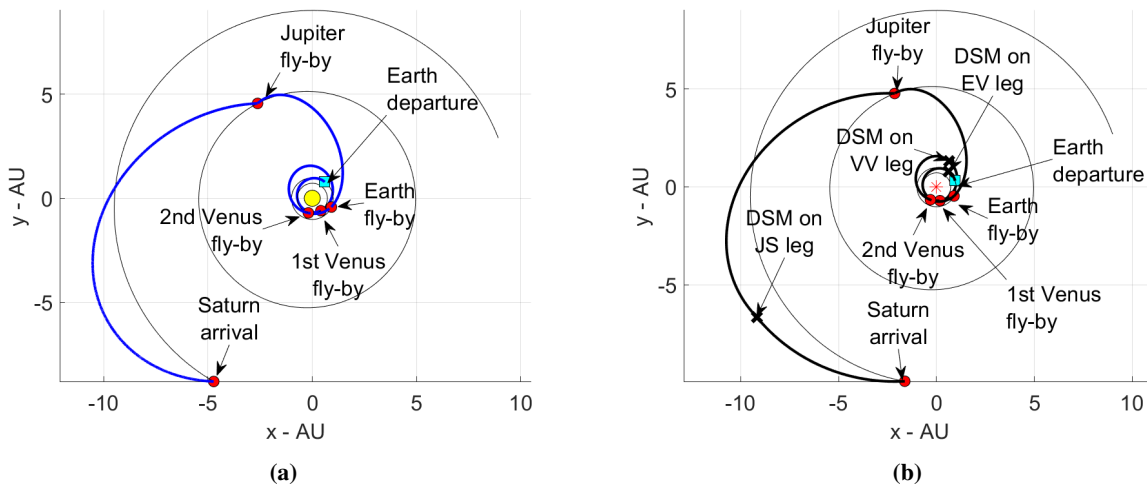 Jupiter
fly-by
Earth
departure
Earth
fly-by
2nd Venus
fly-by
1st Venus
fly-by
Saturn
arrival
5
0
-5
y - AU
-10
-5
0
5
10
x - AU
(a)
Jupiter
fly-by
DSM on
EV leg
DSM on
VV leg
Earth
departure
Earth
fly-by
DSM on
JS leg
2nd Venus
fly-by
1st Venus
fly-by
Saturn
arrival
5
0
-5
y - AU
-10
-5
0
5
10
x - AU
(b)